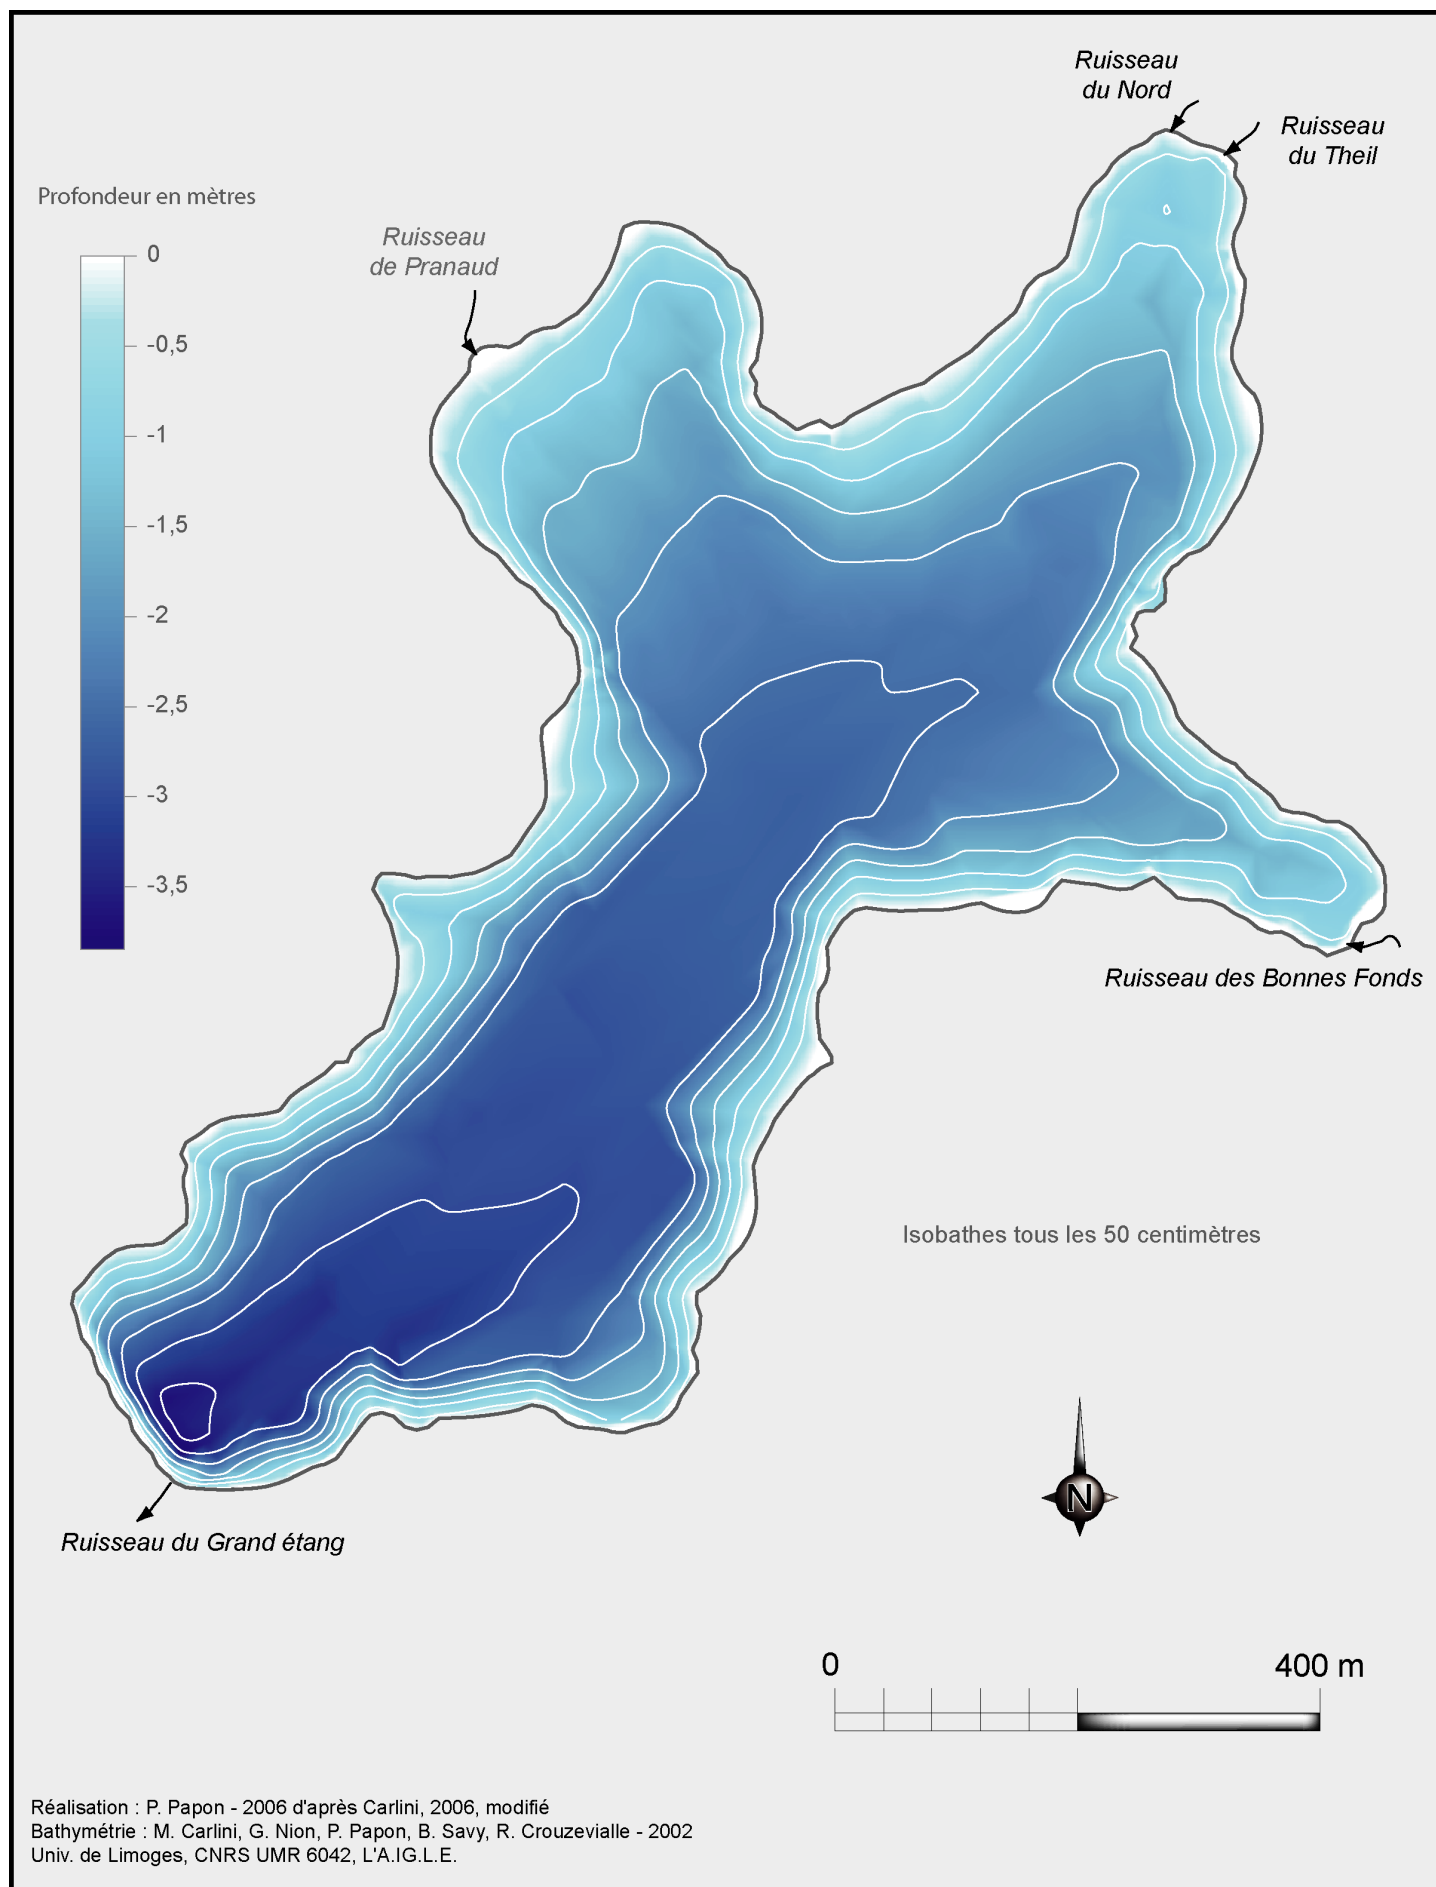 Ruisseau
du Nord
Ruisseau
du Theil
Profondeur en mètres
Ruisseau
de Pranaud
0
-0,5
-1
-1,5
-2
-2,5
-3
-3,5
Ruisseau des Bonnes Fonds
Isobathes tous les 50 centimètres
N
Ruisseau du Grand étang
0
400 m
Réalisation : P. Papon - 2006 d'après Carlini, 2006, modifié
Bathymétrie : M. Carlini, G. Nion, P. Papon, B. Savy, R. Crouzevialle - 2002
Univ. de Limoges, CNRS UMR 6042, L'A.IG.L.E.